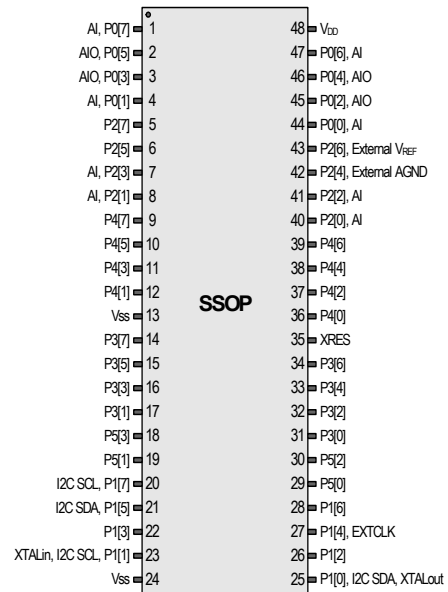 AI, P0[7] 1 48 VDD
AIO, P0[5] 2 47 P0[6], AI
AIO, P0[3] 3 46 P0[4], AIO
AI, P0[1] 4 45 P0[2], AIO
P2[7] 5 44 P0[0], AI
P2[5] 6 43 P2[6], External VREF
AI, P2[3] 7 42 P2[4], External AGND
AI, P2[1] 8 41 P2[2], AI
P4[7] 9 40 P2[0], AI
P4[5] 10 39 P4[6]
P4[3] 11 38 P4[4]
P4[1] 12 37 P4[2]
SSOP
Vss 13 36 P4[0]
P3[7] 14 35 XRES
P3[5] 15 34 P3[6]
P3[3] 16 33 P3[4]
P3[1] 17 32 P3[2]
P5[3] 18 31 P3[0]
P5[1] 19 30 P5[2]
I2C SCL, P1[7] 20 29 P5[0]
I2C SDA, P1[5] 21 28 P1[6]
P1[3] 22 27 P1[4], EXTCLK
XTALin, I2C SCL, P1[1] 23 26 P1[2]
Vss 24 25 P1[0], I2C SDA, XTALout